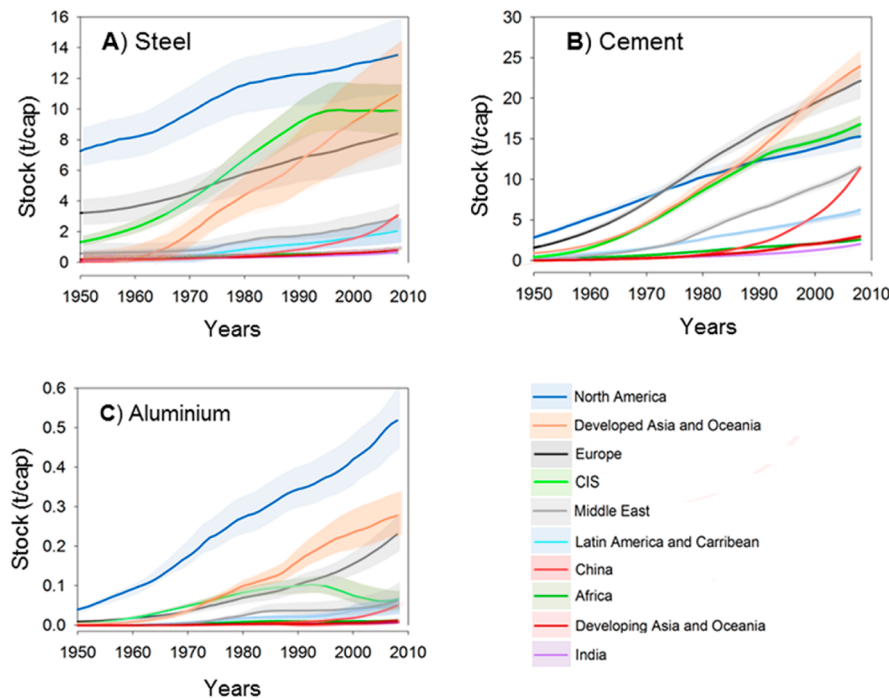 A) Steel
16
14
12
10
8
6
4
2
0
Stock (t/cap)
1950 1960 1970 1980 1990 2000 2010
Years
B) Cement
30
25
20
15
10
5
0
Stock (t/cap)
1950 1960 1970 1980 1990 2000 2010
Years
C) Aluminium
0.6
0.5
0.4
0.3
0.2
0.1
0.0
Stock (t/cap)
1950 1960 1970 1980 1990 2000 2010
Years
North America
Developed Asia and Oceania
Europe
CIS
Middle East
Latin America and Carribean
China
Africa
Developing Asia and Oceania
India